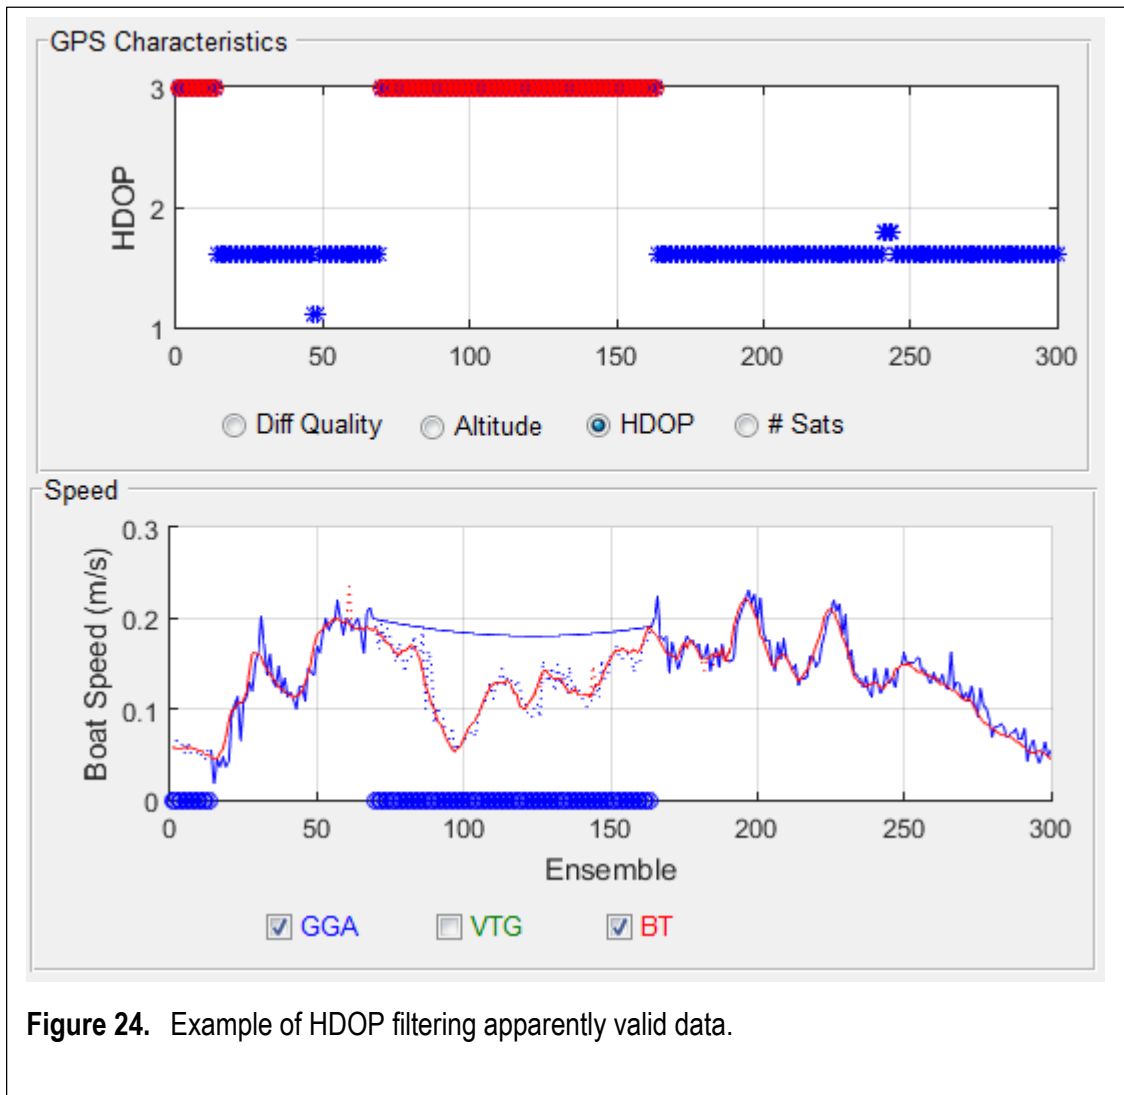 GPS Characteristics
3
2
1
HDOP
0 50 100 150 200 250 300
Diff Quality Altitude HDOP # Sats
Speed
0.3
0.2
0.1
0
Boat Speed (m/s)
0 50 100 150 200 250 300
Ensemble
GGA VTG BT
Figure 24. Example of HDOP filtering apparently valid data.